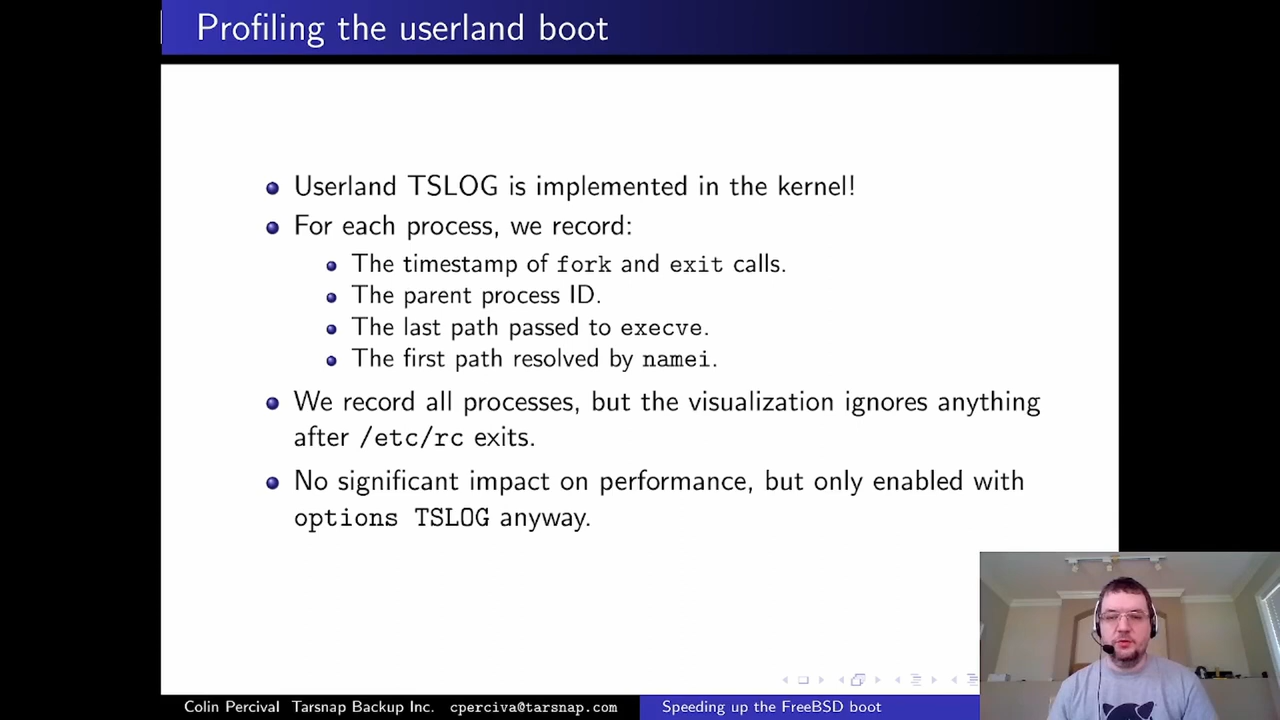 Profiling the userland boot
Userland TSLOG is implemented in the kernel!
For each process, we record:
The timestamp of fork and exit calls.
The parent process ID.
The last path passed to execve.
The first path resolved by namei.
We record all processes, but the visualization ignores anything
after /etc/rc exits.
No significant impact on performance, but only enabled with
options TSLOG anyway.
Colin Percival Tarsnap Backup Inc. cperciva@tarsnap.com
Speeding up the FreeBSD boot